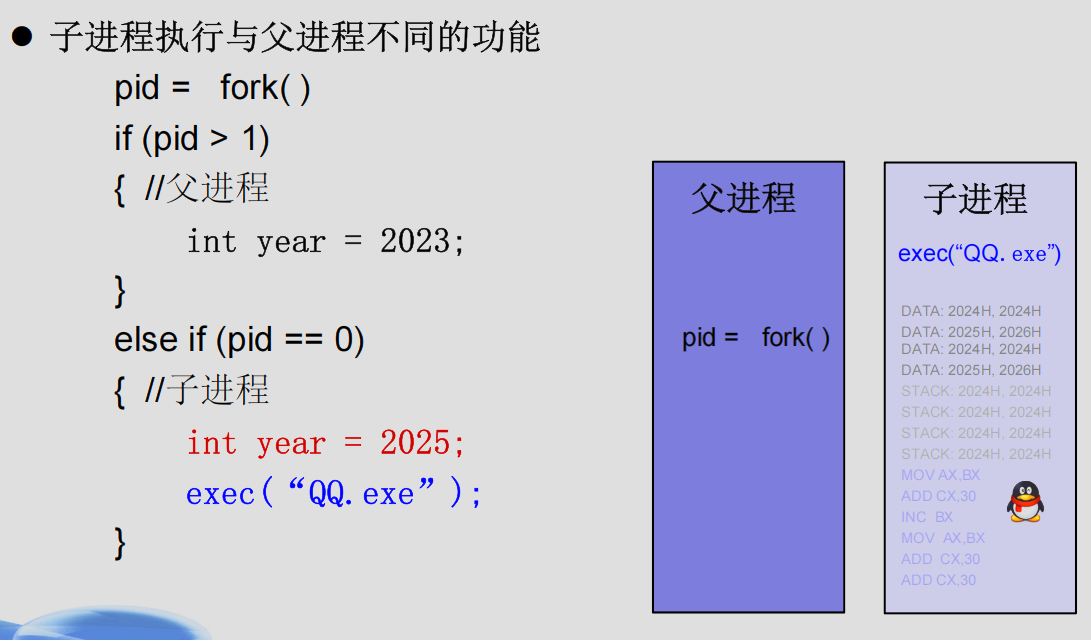 ● 子进程执行与父进程不同的功能
pid = fork( )
if (pid > 1)
{ //父进程
int year = 2023;
}
else if (pid == 0)
{ //子进程
int year = 2025;
exec(“QQ.exe”);
}
父进程
pid = fork( )
子进程
exec(“QQ.exe”)
DATA: 2024H, 2024H
DATA: 2025H, 2026H
DATA: 2024H, 2024H
DATA: 2025H, 2026H
STACK: 2024H, 2024H
STACK: 2024H, 2024H
STACK: 2024H, 2024H
STACK: 2024H, 2024H
MOV AX,BX
ADD CX,30
INC BX
MOV AX,BX
ADD CX,30
ADD CX,30